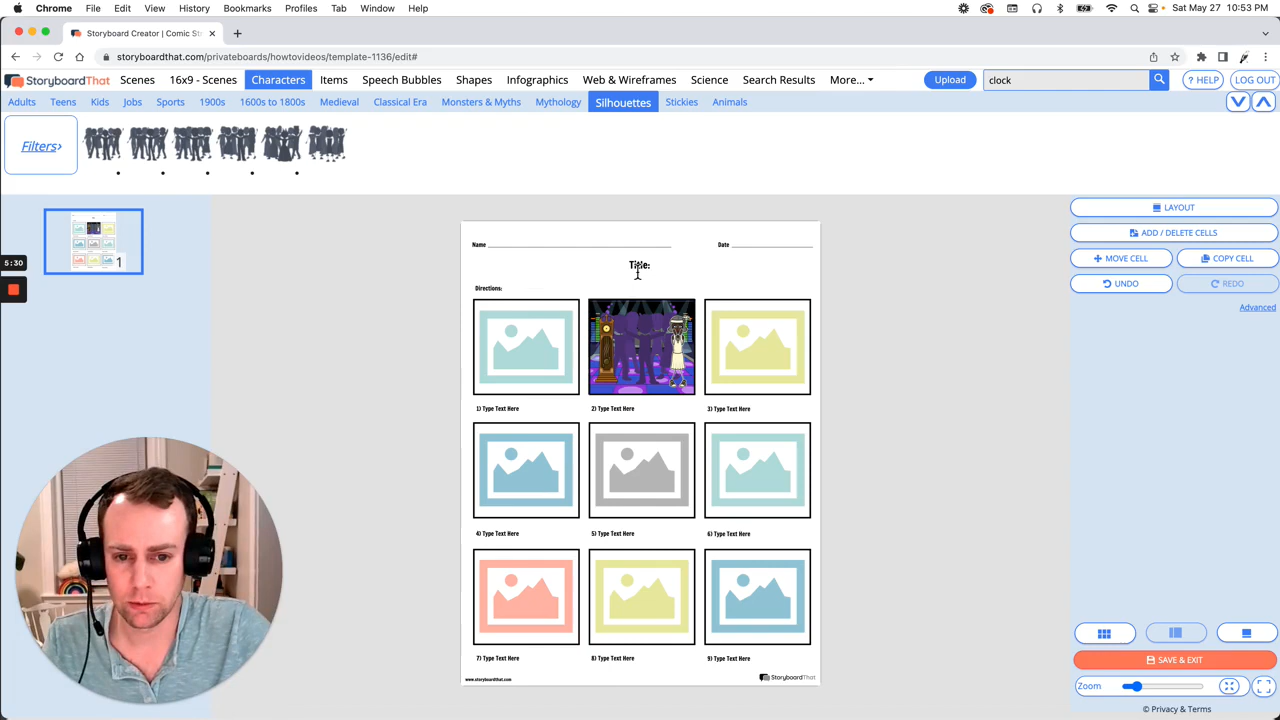 Chrome File Edit View History Bookmarks Profiles Tab Window Help
Sat May 27 10:53 PM
Storyboard Creator | Comic St
storyboardthat.com/privateboards/howtovideos/template-1136/edit#
StoryboardThat
Scenes 16x9 - Scenes Characters Items Speech Bubbles Shapes Infographics Web & Wireframes Science Search Results More...
Upload clock ? HELP LOG OUT
Adults Teens Kids Jobs Sports 1900s 1600s to 1800s Medieval Classical Era Monsters & Myths Mythology Silhouettes Stickies Animals
Filters›
1
5:30
Name Date
Title:
Directions:
1) Type Text Here 2) Type Text Here 3) Type Text Here
4) Type Text Here 5) Type Text Here 6) Type Text Here
7) Type Text Here 8) Type Text Here 9) Type Text Here
www.storyboardthat.com StoryboardThat
LAYOUT
ADD / DELETE CELLS
MOVE CELL COPY CELL
UNDO REDO
Advanced
SAVE & EXIT
Zoom
© Privacy & Terms